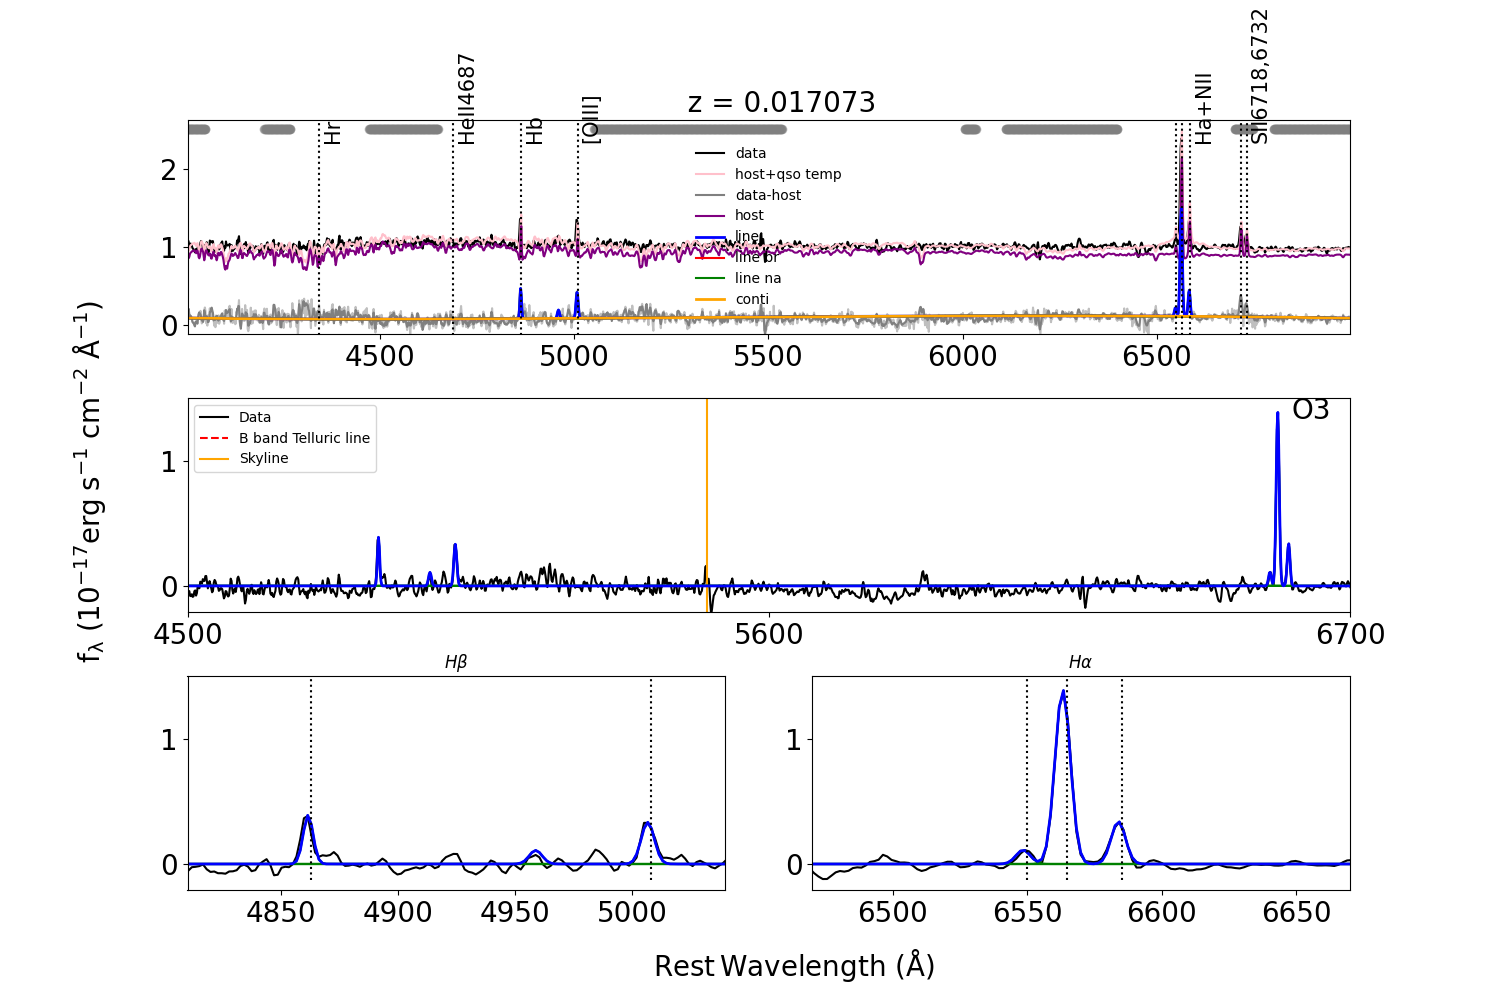 z = 0.017073
Hr
HeII4687
Hb
[OIII]
Ha+NII
SII6718,6732
data
host+qso temp
data-host
host
line
line br
line na
conti
2
1
0
4500 5000 5500 6000 6500
Data
B band Telluric line
Skyline
O3
1
0
4500 5600 6700
fλ (10⁻¹⁷erg s⁻¹ cm⁻² Å⁻¹)
Hβ
1
0
4850 4900 4950 5000
Hα
1
0
6500 6550 6600 6650
Rest Wavelength (Å)